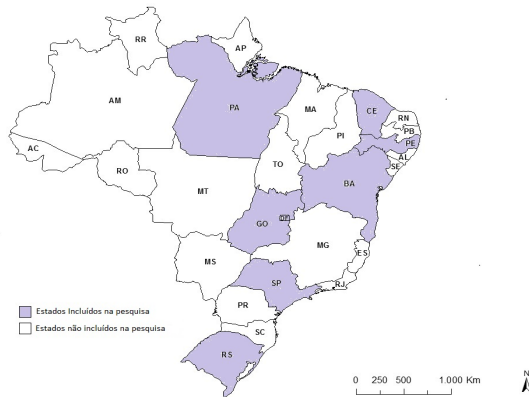 RR
AP
AM
PA
MA
CE
RN
PB
PE
AL
SE
PI
AC
RO
TO
BA
MT
GO
DF
MG
ES
MS
SP
RJ
PR
SC
RS
Estados Incluídos na pesquisa
Estados não incluídos na pesquisa
0 250 500 1.000 Km
N